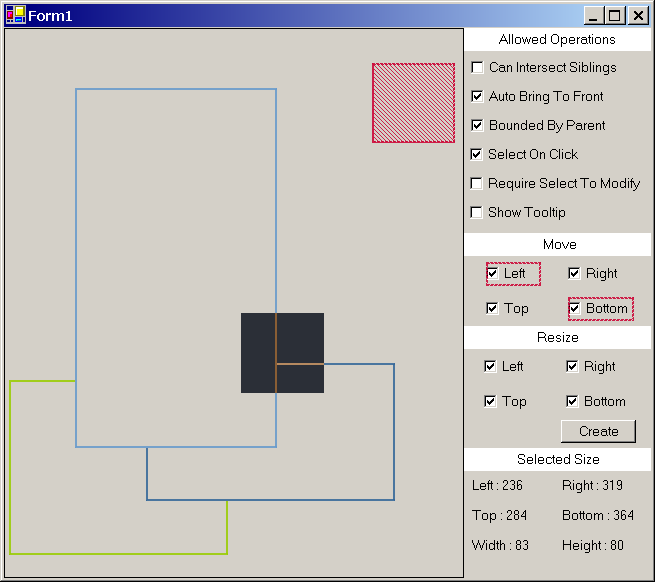 Form1
Allowed Operations
Can Intersect Siblings
Auto Bring To Front
Bounded By Parent
Select On Click
Require Select To Modify
Show Tooltip
Move
Left Right
Top Bottom
Resize
Left Right
Top Bottom
Create
Selected Size
Left : 236 Right : 319
Top : 284 Bottom : 364
Width : 83 Height : 80